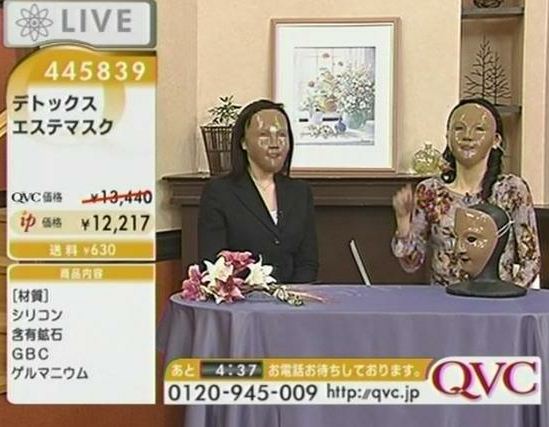 LIVE
445839
デトックス
エステマスク
QVC価格 ¥13,440
ip 価格 ¥12,217
送料 ¥630
商品内容
[材質]
シリコン
含有鉱石
GBC
ゲルマニウム
あと 4:37 お電話お待ちしております。
0120-945-009 http://qvc.jp
QVC